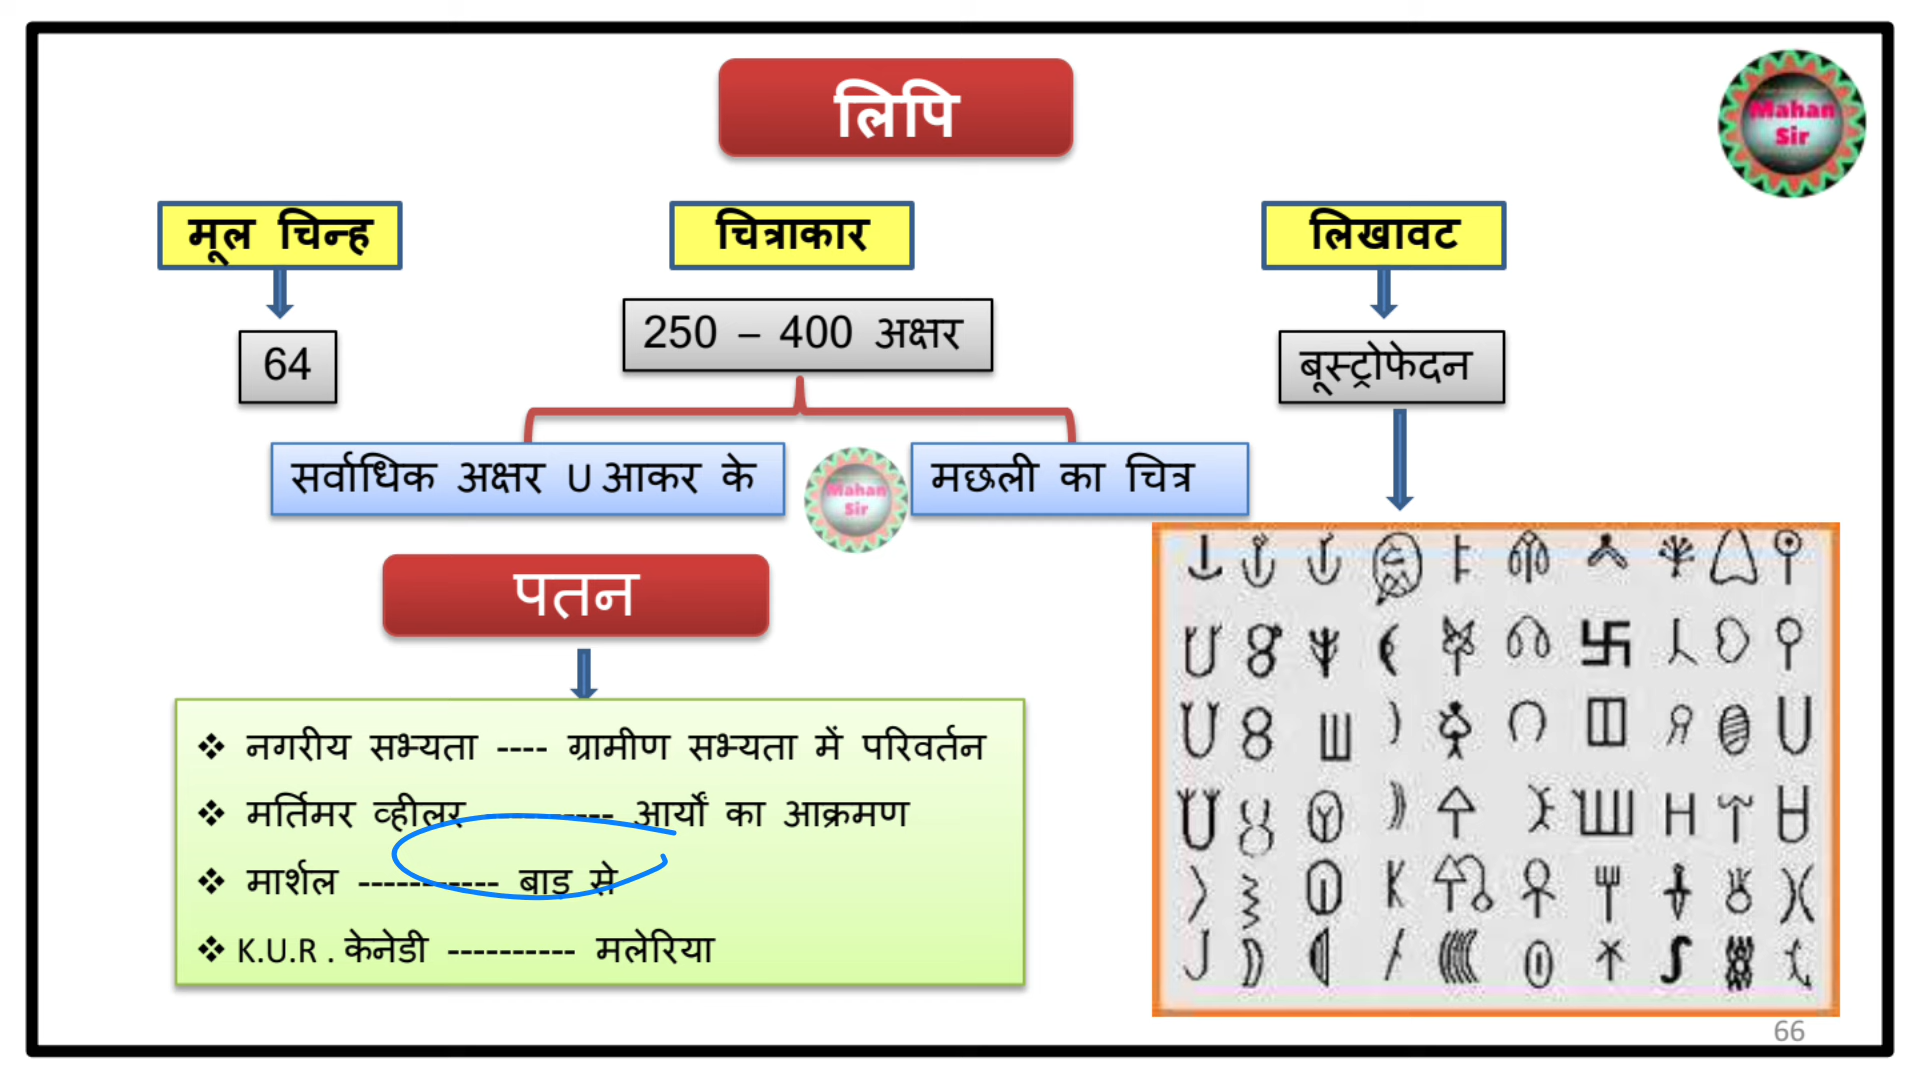 लिपि
Mahan
Sir
मूल चिन्ह
चित्राकार
लिखावट
64
250 – 400 अक्षर
बूस्ट्रोफेदन
सर्वाधिक अक्षर U आकर के
Mahan
Sir
मछली का चित्र
पतन
❖ नगरीय सभ्यता ---- ग्रामीण सभ्यता में परिवर्तन
❖ मर्तिमर व्हीलर ---------- आर्यों का आक्रमण
❖ मार्शल ----------- बाड से
❖ K.U.R . केनेडी ---------- मलेरिया
66